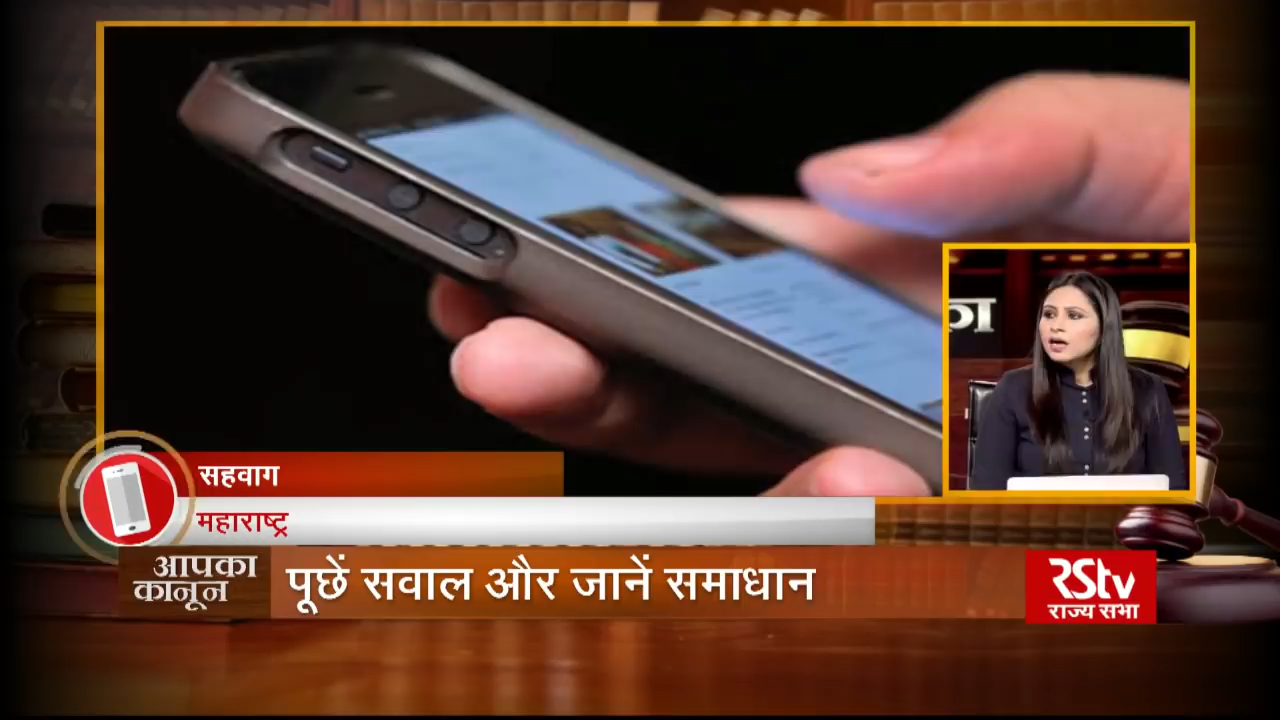 सहवाग
महाराष्ट्र
आपका
कानून
पूछें सवाल और जानें समाधान
RStv
राज्य सभा